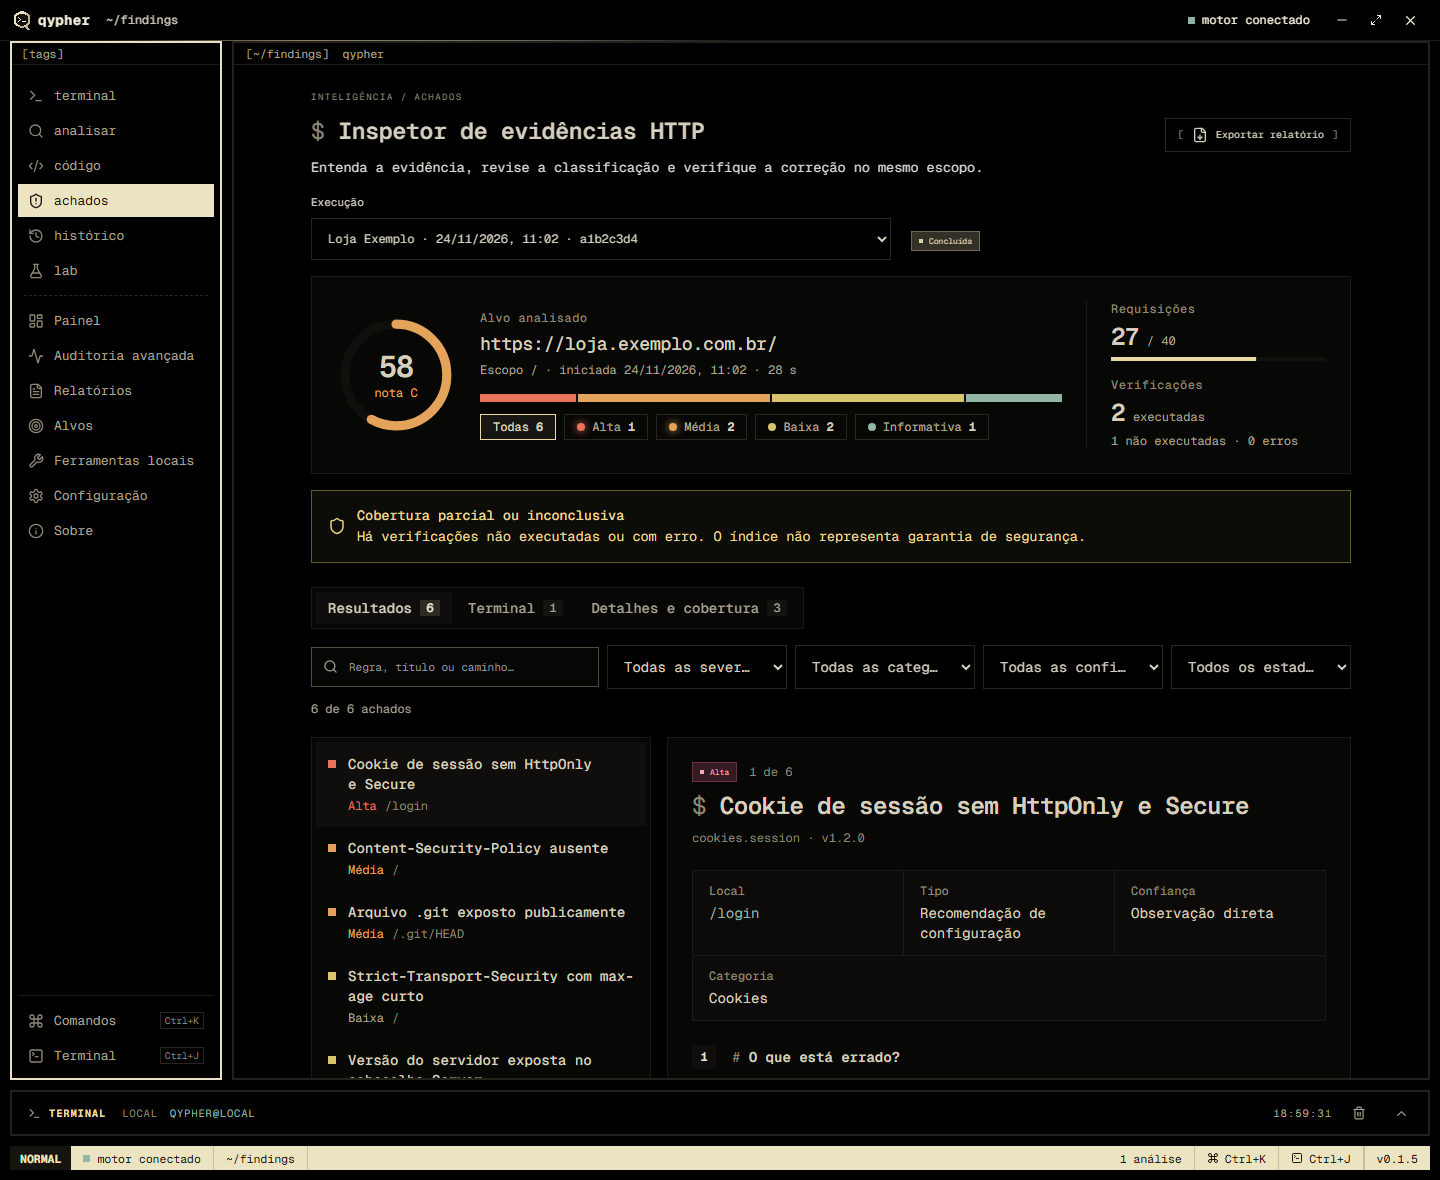 qypher ~/findings
motor conectado
[tags]
terminal
analisar
código
achados
histórico
lab
Painel
Auditoria avançada
Relatórios
Alvos
Ferramentas locais
Configuração
Sobre
Comandos Ctrl+K
Terminal Ctrl+J
[~/findings] qypher
INTELIGÊNCIA / ACHADOS
$ Inspetor de evidências HTTP
[ Exportar relatório ]
Entenda a evidência, revise a classificação e verifique a correção no mesmo escopo.
Execução
Loja Exemplo · 24/11/2026, 11:02 · a1b2c3d4
Concluída
58
nota C
Alvo analisado
https://loja.exemplo.com.br/
Escopo / · iniciada 24/11/2026, 11:02 · 28 s
Todas 6
Alta 1
Média 2
Baixa 2
Informativa 1
Requisições
27 / 40
Verificações
2 executadas
1 não executadas · 0 erros
Cobertura parcial ou inconclusiva
Há verificações não executadas ou com erro. O índice não representa garantia de segurança.
Resultados 6
Terminal 1
Detalhes e cobertura 3
Regra, título ou caminho…
Todas as sever…
Todas as categ…
Todas as confi…
Todos os estad…
6 de 6 achados
Cookie de sessão sem HttpOnly
e Secure
Alta /login
Content-Security-Policy ausente
Média /
Arquivo .git exposto publicamente
Média /.git/HEAD
Strict-Transport-Security com max-
age curto
Baixa /
Versão do servidor exposta no
Alta 1 de 6
$ Cookie de sessão sem HttpOnly e Secure
cookies.session · v1.2.0
Local
/login
Tipo
Recomendação de
configuração
Confiança
Observação direta
Categoria
Cookies
1 # O que está errado?
TERMINAL LOCAL QYPHER@LOCAL
18:59:31
NORMAL motor conectado ~/findings
1 análise Ctrl+K Ctrl+J v0.1.5